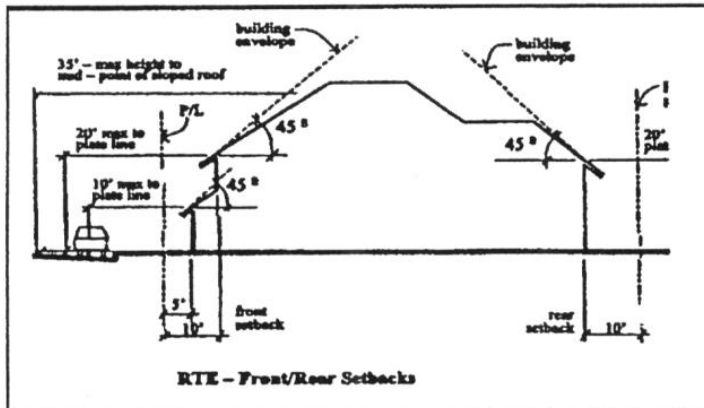 building
envelope
building
envelope
35' – max height to
mid – point of sloped roof
P/L
20' max to
plate line
45 º
45 º
20'
10' max to
plate line
45 º
5'
10'
front
setback
rear
setback
10'
RTE – Front/Rear Setbacks